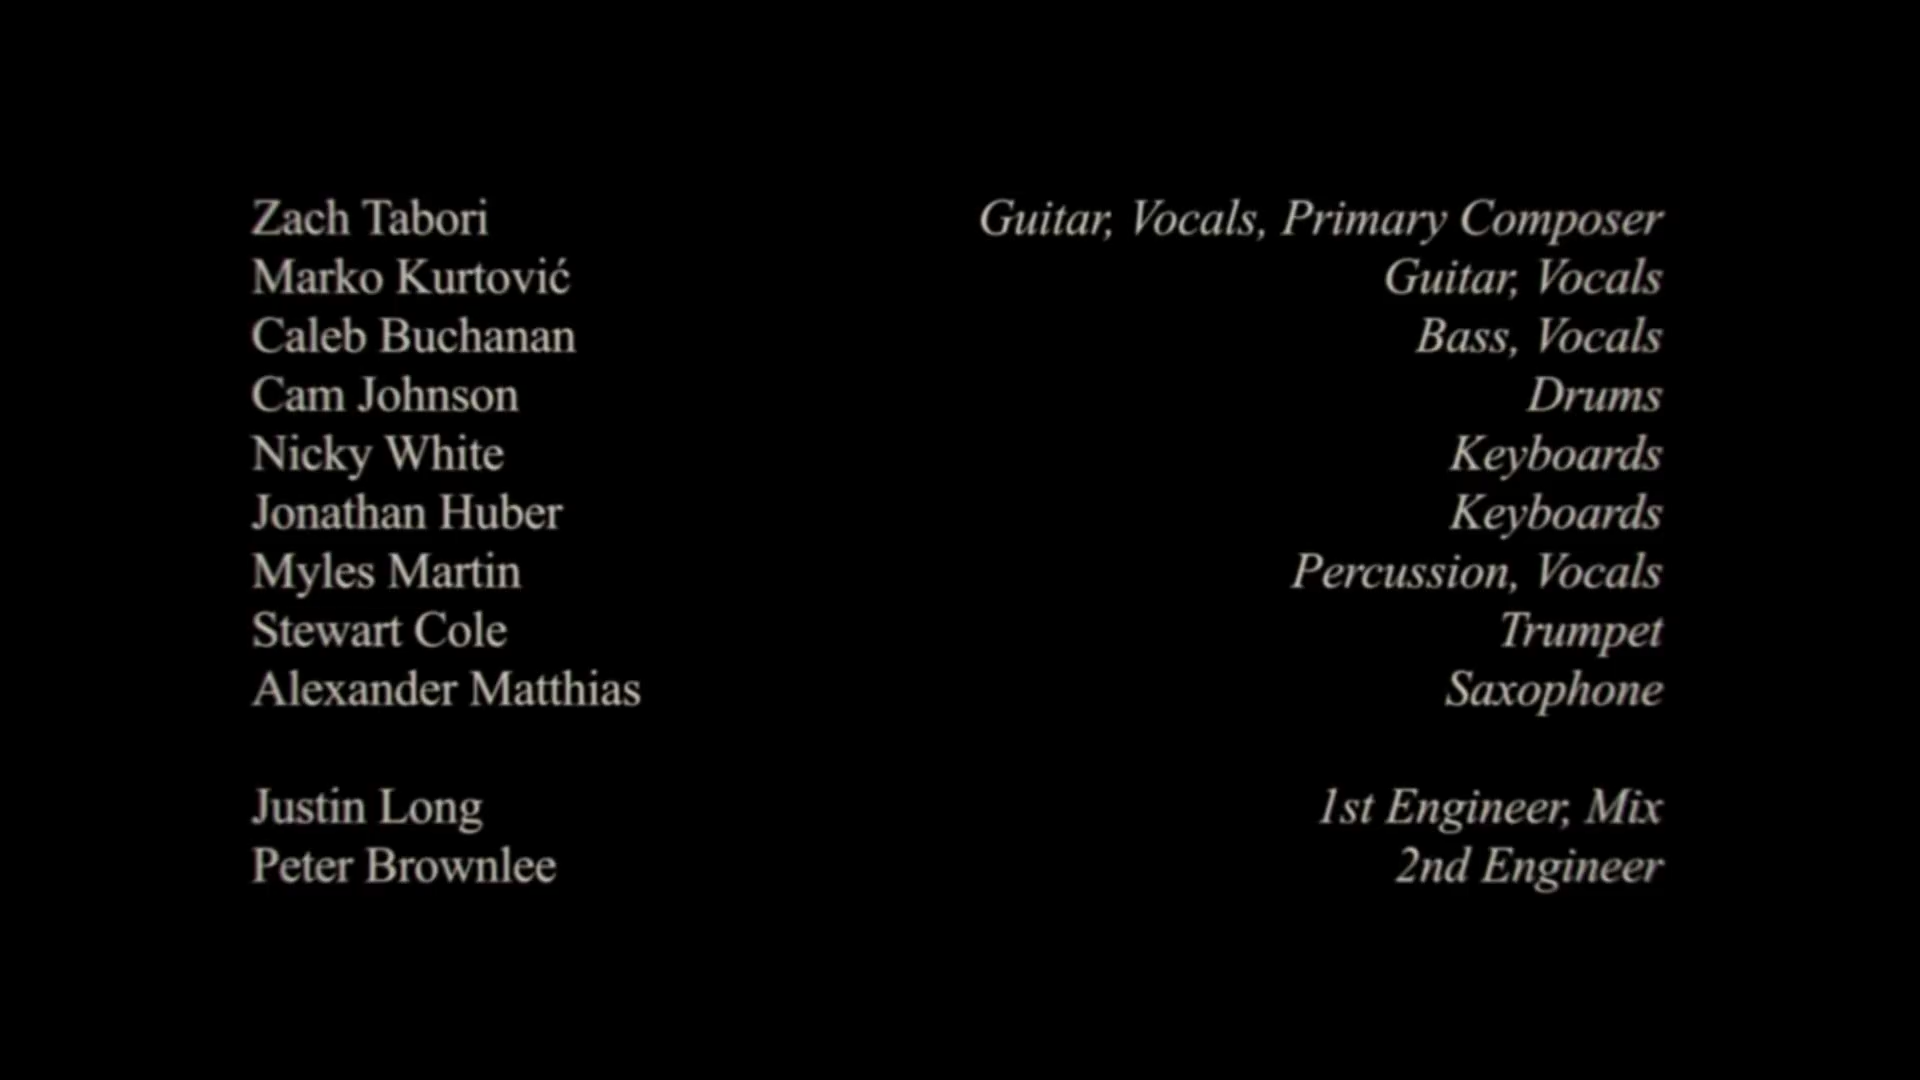 Zach Tabori Guitar, Vocals, Primary Composer
Marko Kurtović Guitar, Vocals
Caleb Buchanan Bass, Vocals
Cam Johnson Drums
Nicky White Keyboards
Jonathan Huber Keyboards
Myles Martin Percussion, Vocals
Stewart Cole Trumpet
Alexander Matthias Saxophone
Justin Long 1st Engineer, Mix
Peter Brownlee 2nd Engineer